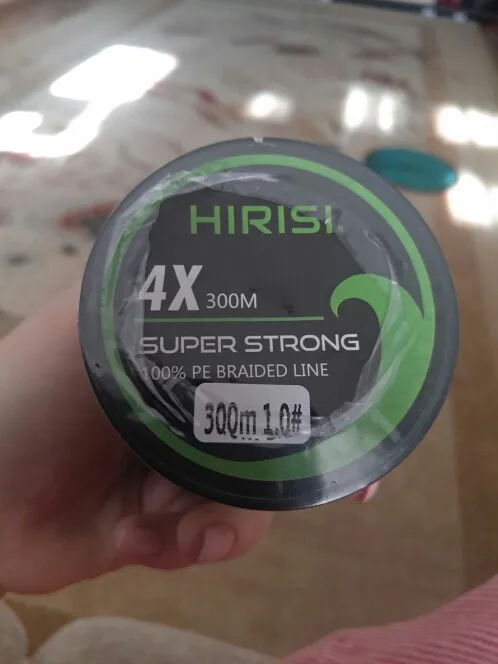 HIRISI
4X 300M
SUPER STRONG
100% PE BRAIDED LINE
300m 1.0#